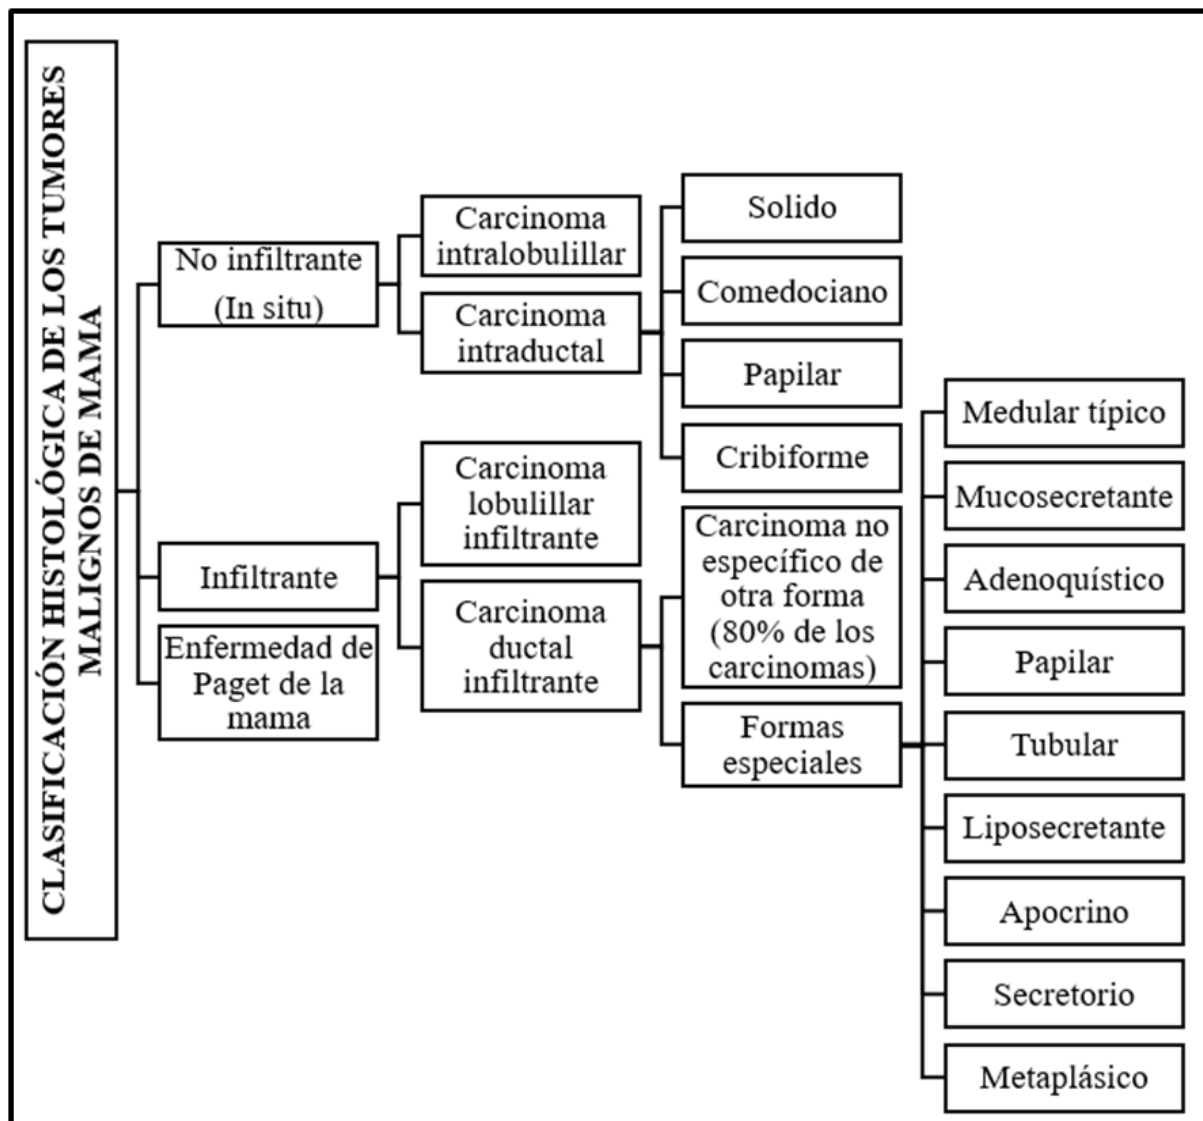 CLASIFICACIÓN HISTOLÓGICA DE LOS TUMORES
MALIGNOS DE MAMA
No infiltrante
(In situ)
Carcinoma
intralobulillar
Carcinoma
intraductal
Solido
Comedociano
Papilar
Cribiforme
Infiltrante
Carcinoma
lobulillar
infiltrante
Carcinoma
ductal
infiltrante
Carcinoma no
específico de
otra forma
(80% de los
carcinomas)
Formas
especiales
Medular típico
Mucosecretante
Adenoquístico
Papilar
Tubular
Liposecretante
Apocrino
Secretorio
Metaplásico
Enfermedad de
Paget de la
mama